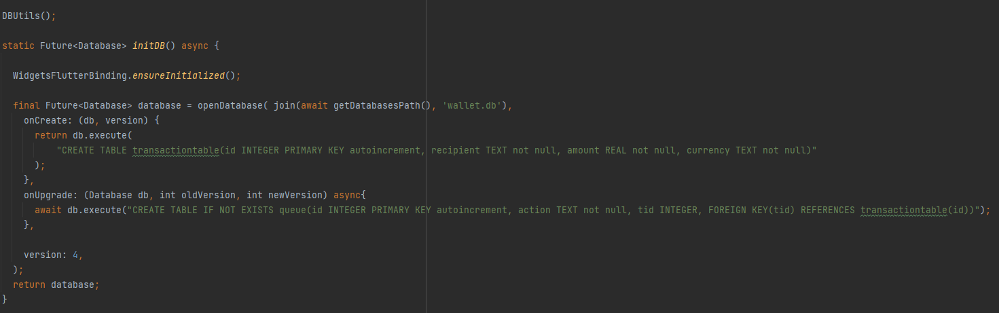 DBUtils();
static Future<Database> initDB() async {
WidgetsFlutterBinding.ensureInitialized();
final Future<Database> database = openDatabase( join(await getDatabasesPath(), 'wallet.db'),
onCreate: (db, version) {
return db.execute(
"CREATE TABLE transactiontable(id INTEGER PRIMARY KEY autoincrement, recipient TEXT not null, amount REAL not null, currency TEXT not null)"
);
},
onUpgrade: (Database db, int oldVersion, int newVersion) async{
await db.execute("CREATE TABLE IF NOT EXISTS queue(id INTEGER PRIMARY KEY autoincrement, action TEXT not null, tid INTEGER, FOREIGN KEY(tid) REFERENCES transactiontable(id))");
},
version: 4,
);
return database;
}